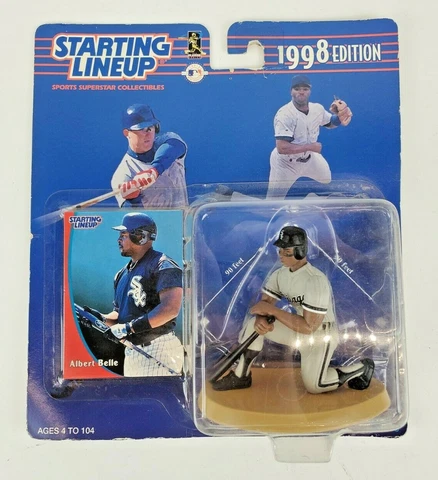 STARTING
LINEUP
SPORTS SUPERSTAR COLLECTIBLES
1998 EDITION
STARTING
LINEUP
Sox
Albert Belle
90 feet
90 feet
AGES 4 TO 104